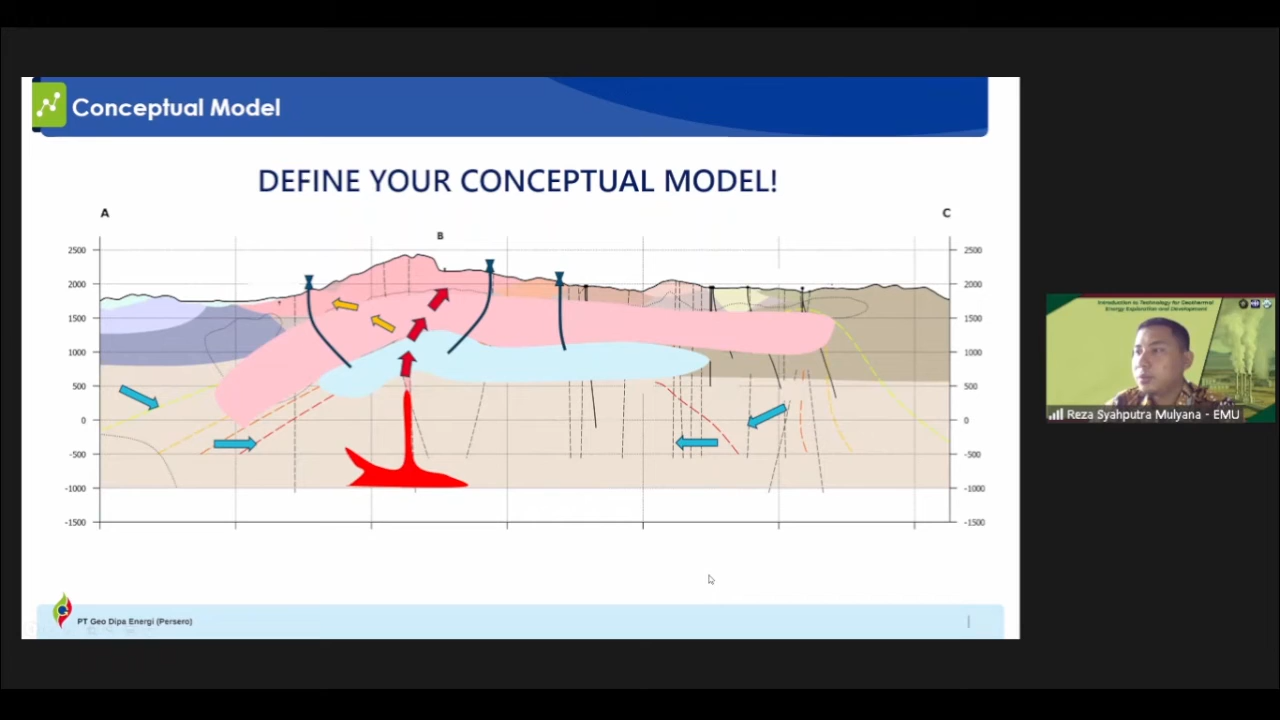 Conceptual Model
DEFINE YOUR CONCEPTUAL MODEL!
A
C
B
2500
2500
2000
2000
1500
1500
1000
1000
500
500
0
0
-500
-500
-1000
-1000
-1500
-1500
Introduction to Technology for Geothermal
Energy Exploration and Development
Reza Syahputra Mulyana - EMU
PT Geo Dipa Energi (Persero)